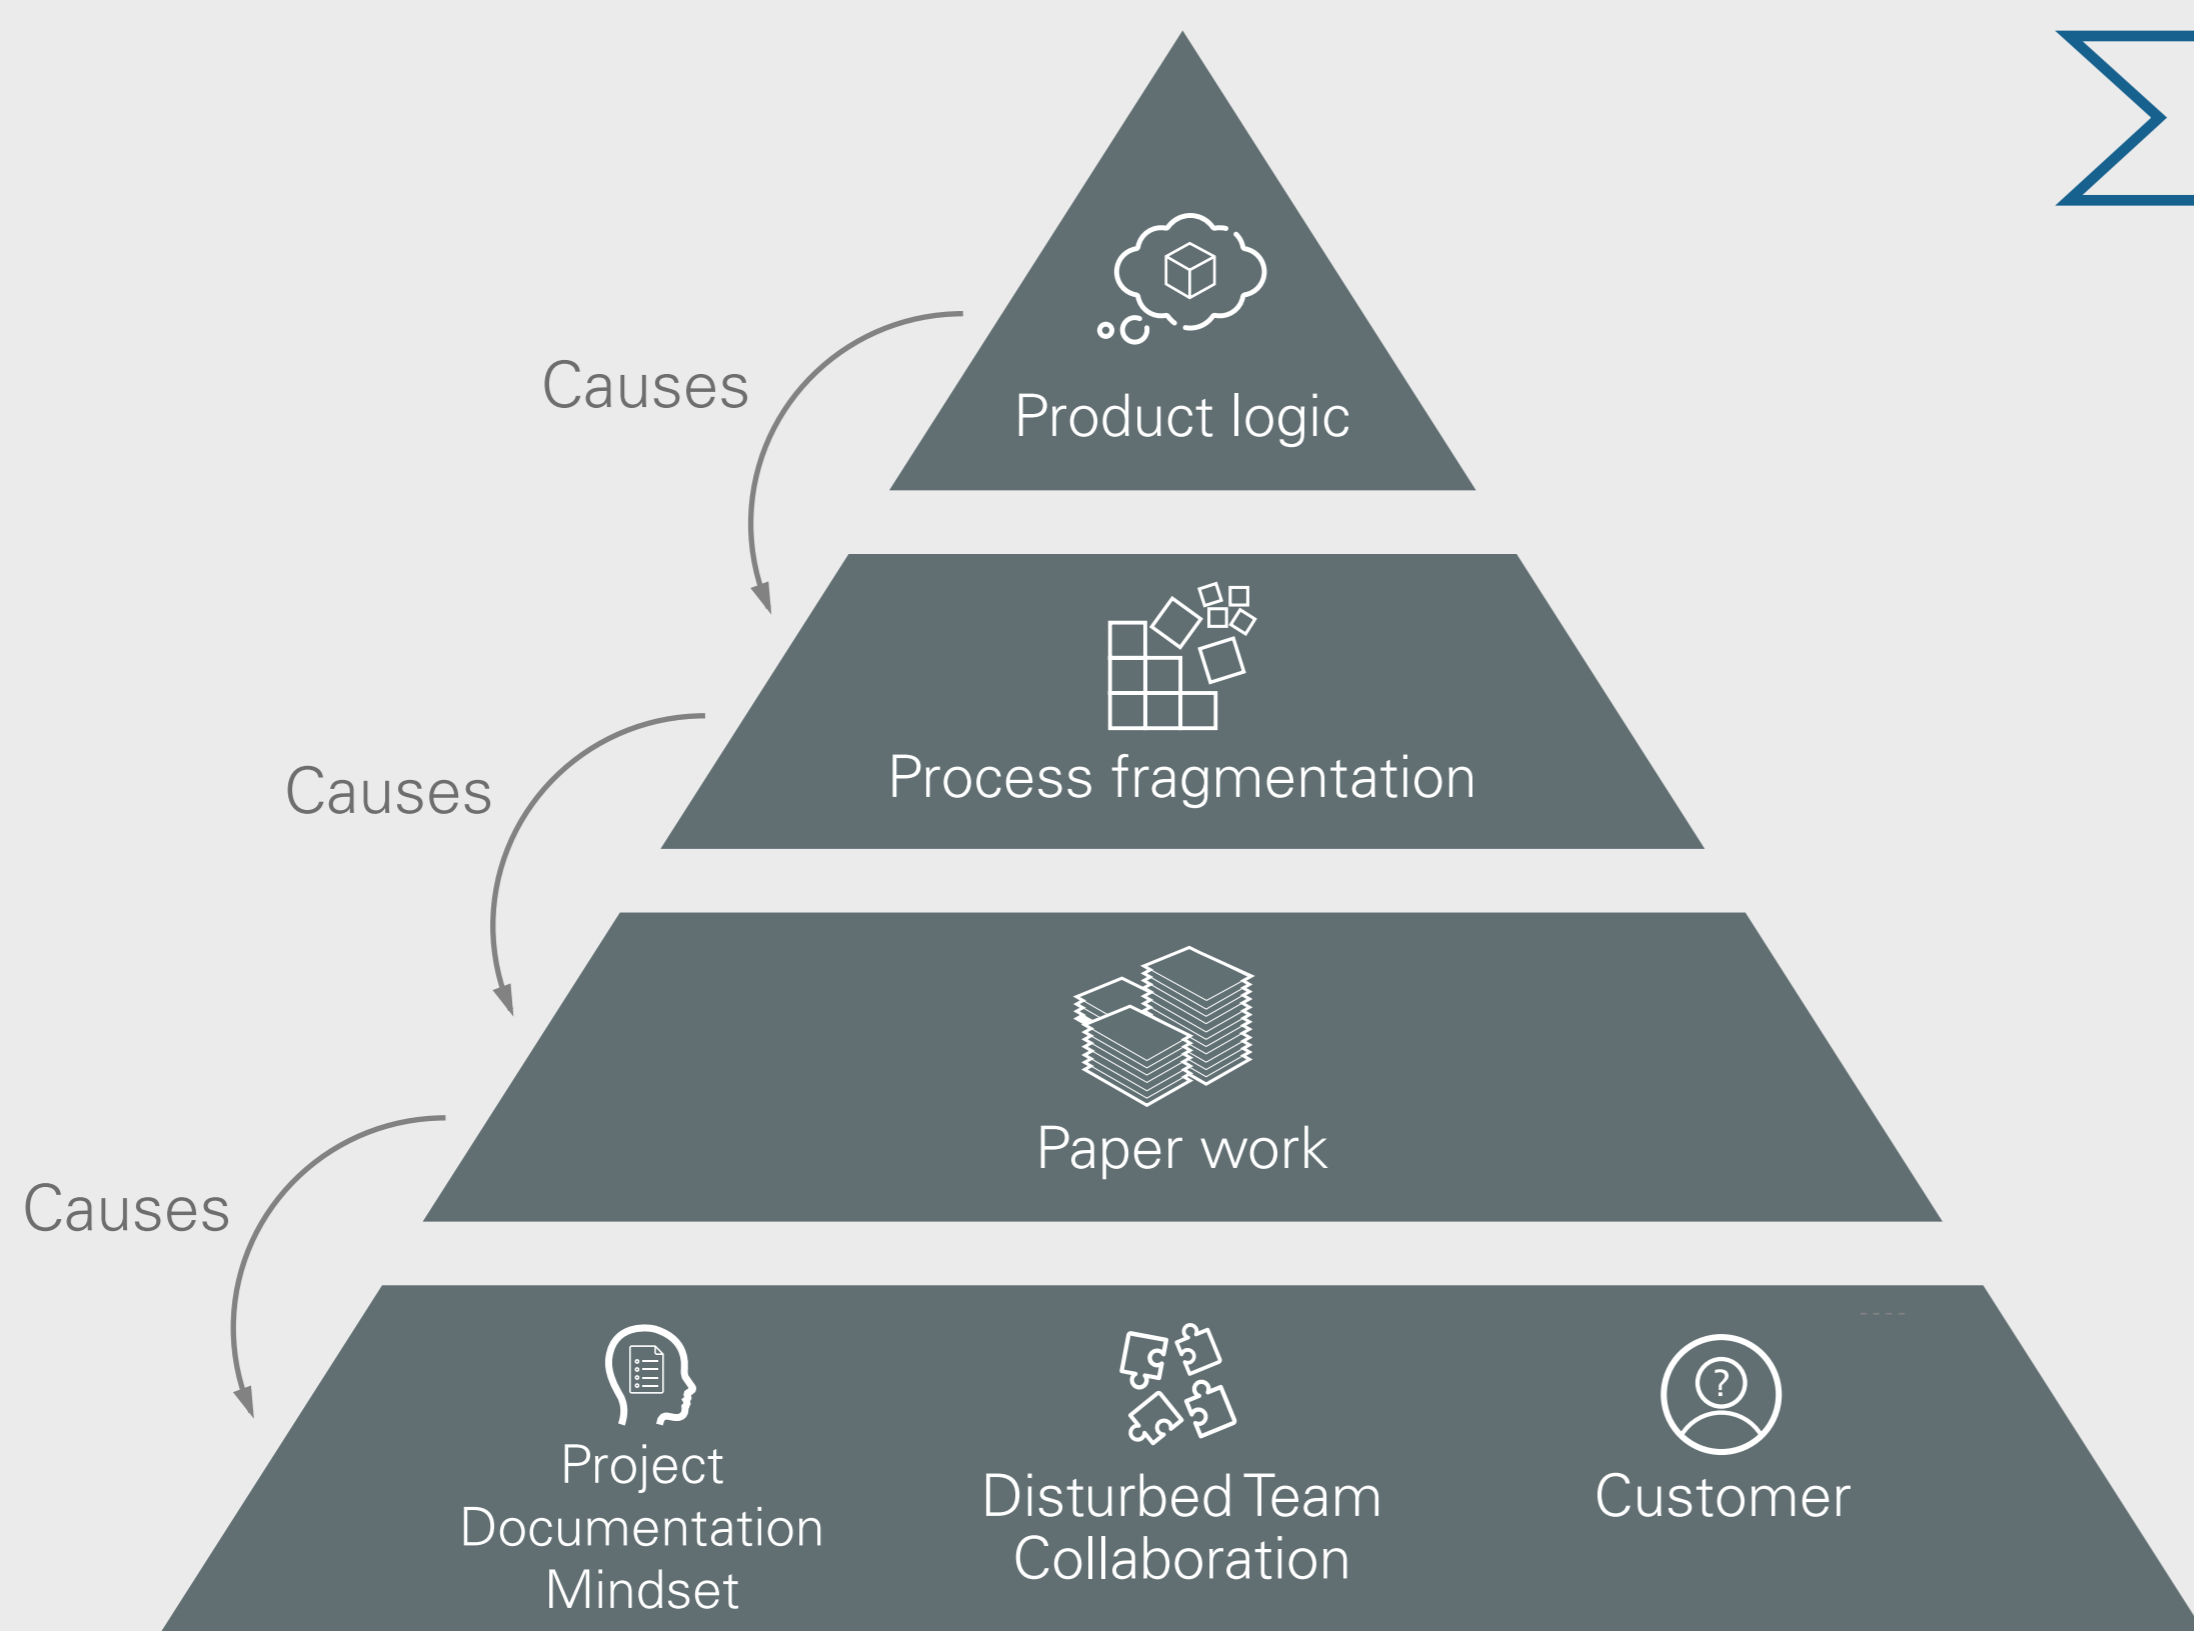 Causes
Product logic
Causes
Process fragmentation
Causes
Paper work
Project
Documentation
Mindset
Disturbed Team
Collaboration
?
Customer